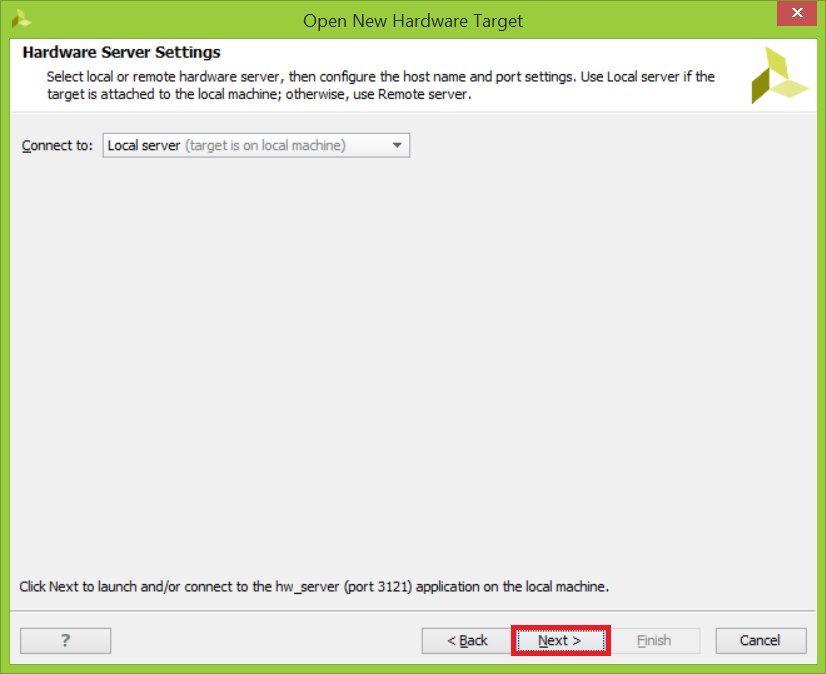 Open New Hardware Target
Hardware Server Settings
Select local or remote hardware server, then configure the host name and port settings. Use Local server if the
target is attached to the local machine; otherwise, use Remote server.
Connect to: Local server (target is on local machine)
Click Next to launch and/or connect to the hw_server (port 3121) application on the local machine.
? < Back Next > Finish Cancel